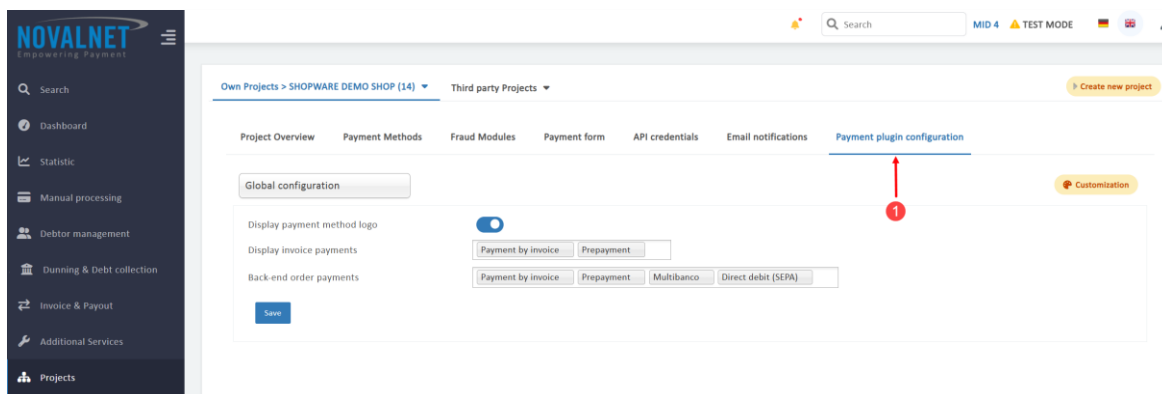 NOVALNET
Empowering Payment
Search
MID 4 TEST MODE
Search
Dashboard
Statistic
Manual processing
Debtor management
Dunning & Debt collection
Invoice & Payout
Additional Services
Projects
Own Projects > SHOPWARE DEMO SHOP (14) Third party Projects Create new project
Project Overview Payment Methods Fraud Modules Payment form API credentials Email notifications Payment plugin configuration
Global configuration Customization
1
Display payment method logo
Display invoice payments Payment by invoice Prepayment
Back-end order payments Payment by invoice Prepayment Multibanco Direct debit (SEPA)
Save